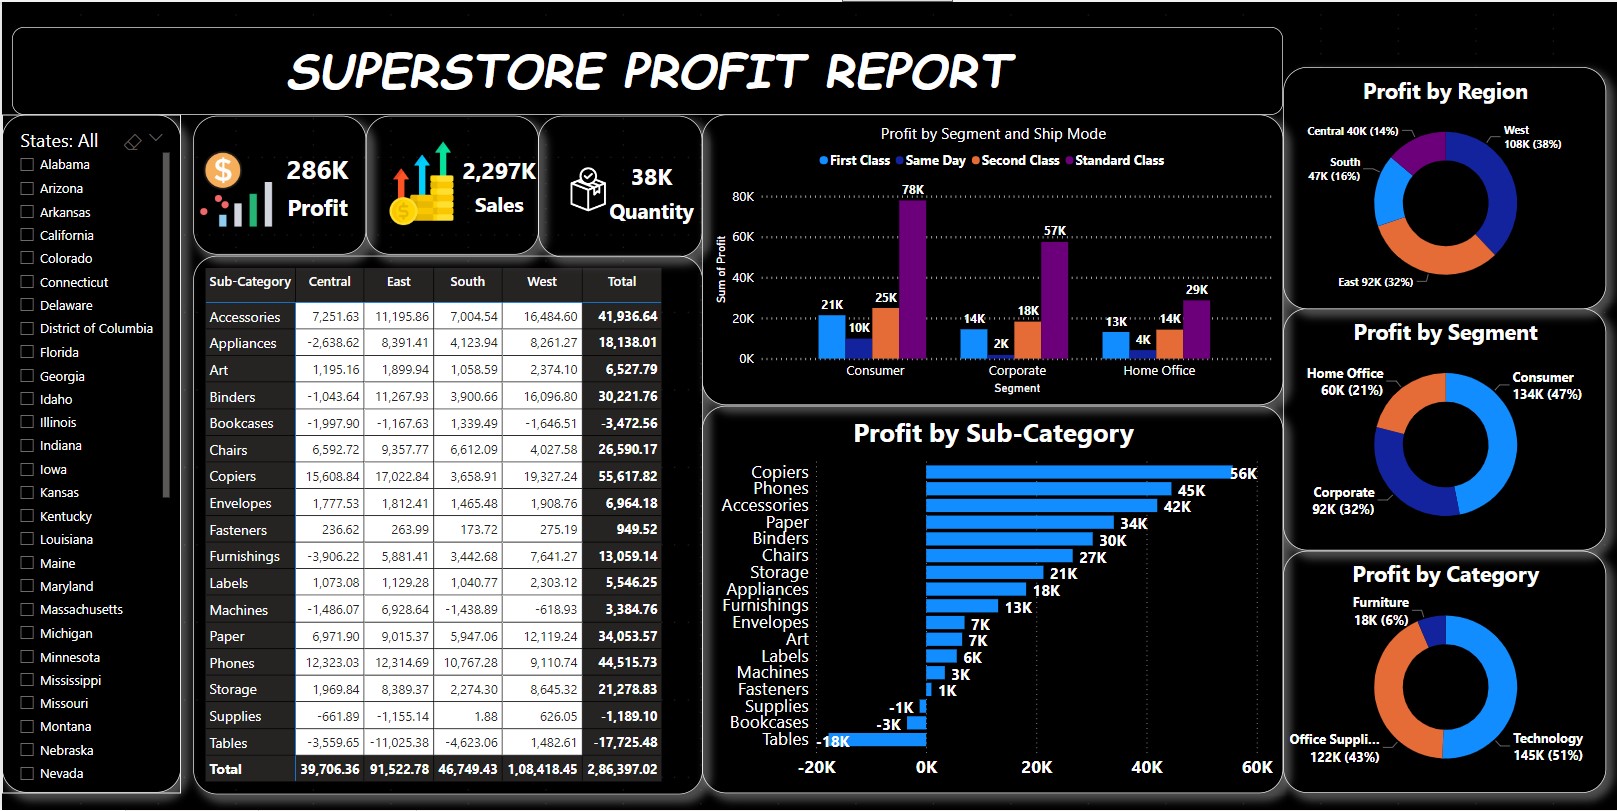 SUPERSTORE PROFIT REPORT
States: All
Alabama
Arizona
Arkansas
California
Colorado
Connecticut
Delaware
District of Columbia
Florida
Georgia
Idaho
Illinois
Indiana
Iowa
Kansas
Kentucky
Louisiana
Maine
Maryland
Massachusetts
Michigan
Minnesota
Mississippi
Missouri
Montana
Nebraska
Nevada
286K
Profit
2,297K
Sales
38K
Quantity
Sub-Category Central East South West Total
Accessories 7,251.63 11,195.86 7,004.54 16,484.60 41,936.64
Appliances -2,638.62 8,391.41 4,123.94 8,261.27 18,138.01
Art 1,195.16 1,899.94 1,058.59 2,374.10 6,527.79
Binders -1,043.64 11,267.93 3,900.66 16,096.80 30,221.76
Bookcases -1,997.90 -1,167.63 1,339.49 -1,646.51 -3,472.56
Chairs 6,592.72 9,357.77 6,612.09 4,027.58 26,590.17
Copiers 15,608.84 17,022.84 3,658.91 19,327.24 55,617.82
Envelopes 1,777.53 1,812.41 1,465.48 1,908.76 6,964.18
Fasteners 236.62 263.99 173.72 275.19 949.52
Furnishings -3,906.22 5,881.41 3,442.68 7,641.27 13,059.14
Labels 1,073.08 1,129.28 1,040.77 2,303.12 5,546.25
Machines -1,486.07 6,928.64 -1,438.89 -618.93 3,384.76
Paper 6,971.90 9,015.37 5,947.06 12,119.24 34,053.57
Phones 12,323.03 12,314.69 10,767.28 9,110.74 44,515.73
Storage 1,969.84 8,389.37 2,274.30 8,645.32 21,278.83
Supplies -661.89 -1,155.14 1.88 626.05 -1,189.10
Tables -3,559.65 -11,025.38 -4,623.06 1,482.61 -17,725.48
Total 39,706.36 91,522.78 46,749.43 1,08,418.45 2,86,397.02
Profit by Segment and Ship Mode
First Class Same Day Second Class Standard Class
Sum of Profit
80K
60K
40K
20K
0K
21K 10K 25K 78K
14K 2K 18K 57K
13K 4K 14K 29K
Consumer Corporate Home Office
Segment
Profit by Sub-Category
Copiers 56K
Phones 45K
Accessories 42K
Paper 34K
Binders 30K
Chairs 27K
Storage 21K
Appliances 18K
Furnishings 13K
Envelopes 7K
Art 7K
Labels 6K
Machines 3K
Fasteners 1K
Supplies -1K
Bookcases -3K
Tables -18K
-20K 0K 20K 40K 60K
Profit by Region
Central 40K (14%)
West
108K (38%)
South
47K (16%)
East 92K (32%)
Profit by Segment
Home Office
60K (21%)
Consumer
134K (47%)
Corporate
92K (32%)
Profit by Category
Furniture
18K (6%)
Office Suppli...
122K (43%)
Technology
145K (51%)